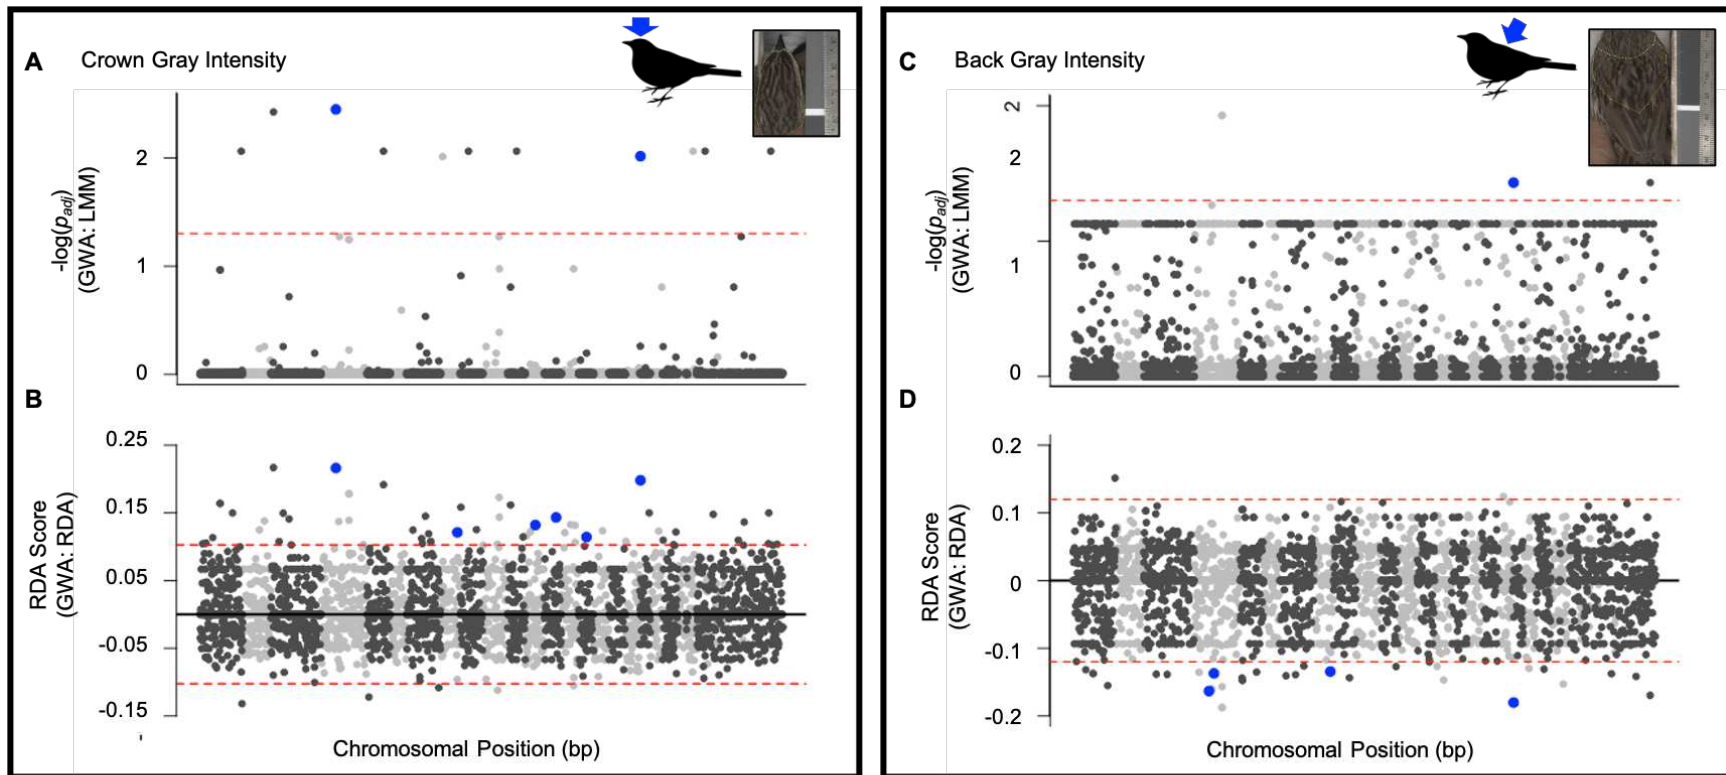 A Crown Gray Intensity
2
1
0
-log(p_adj)
(GWA: LMM)
B
0.25
0.15
0.05
-0.05
-0.15
RDA Score
(GWA: RDA)
Chromosomal Position (bp)
C Back Gray Intensity
2
2
1
0
-log(p_adj)
(GWA: LMM)
D
0.2
0.1
0
-0.1
-0.2
RDA Score
(GWA: RDA)
Chromosomal Position (bp)